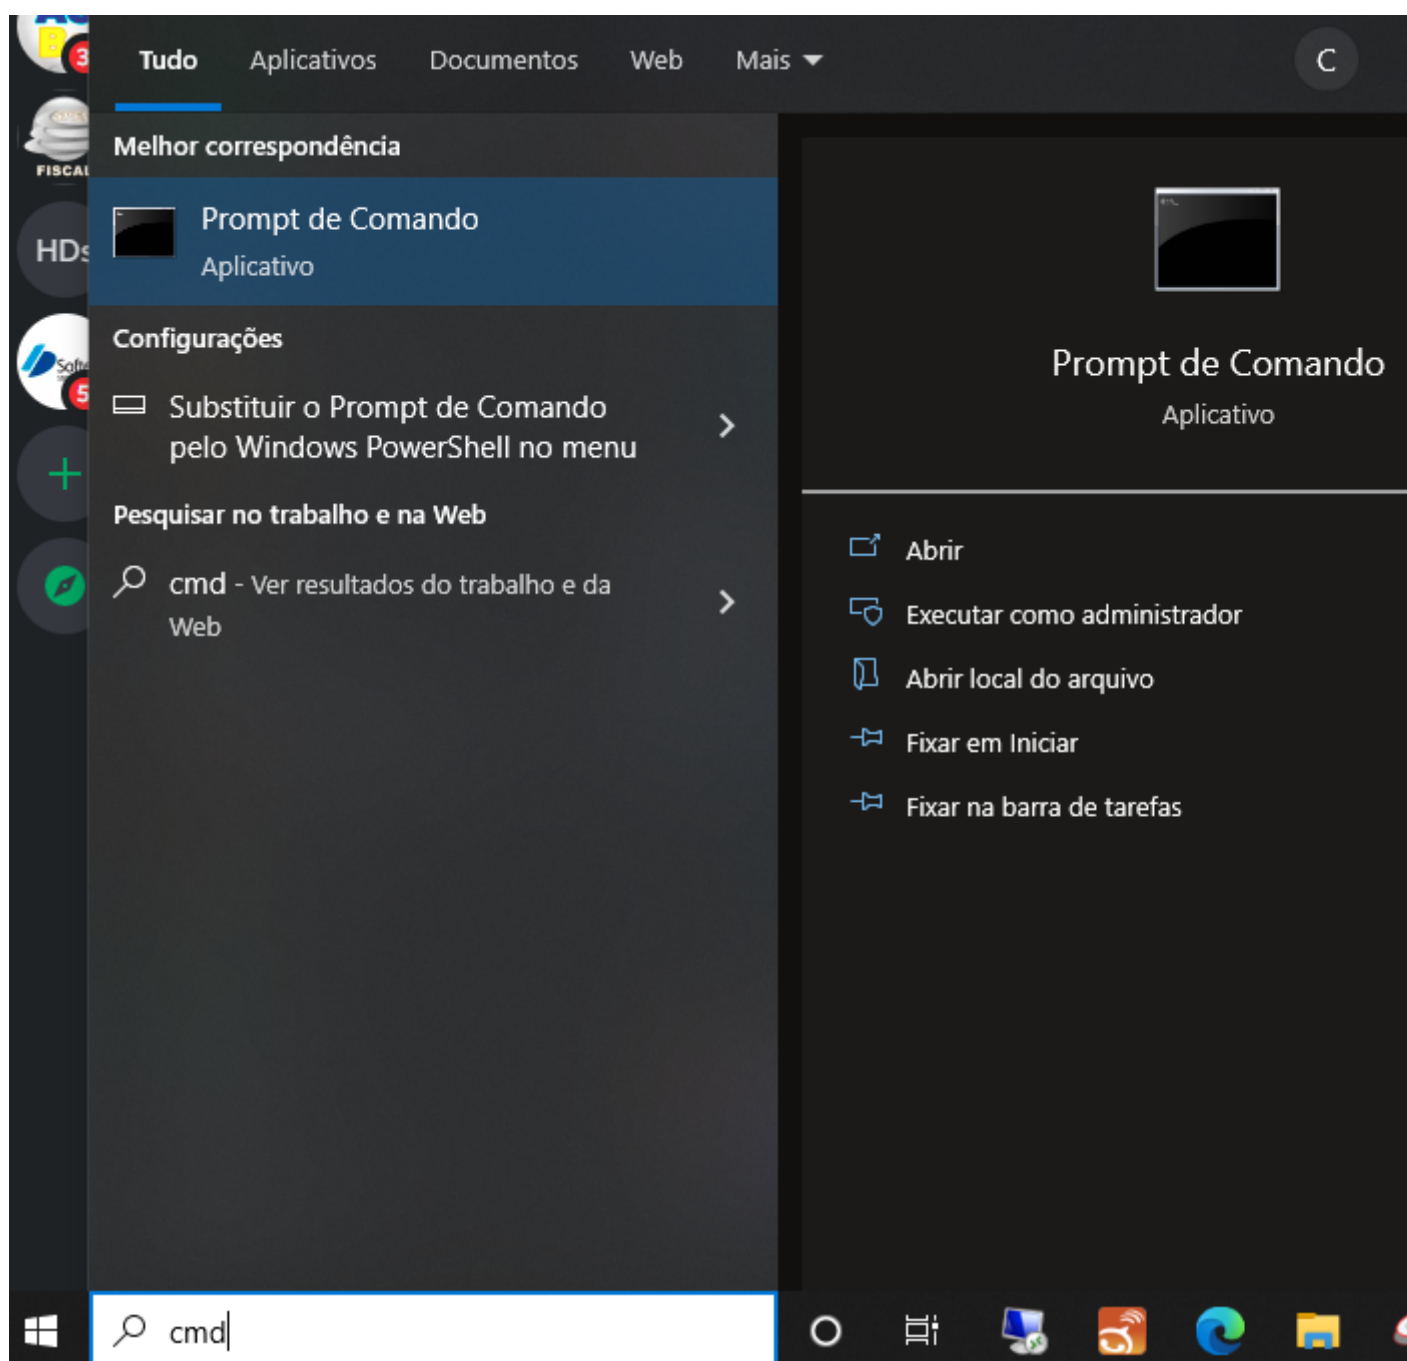 Tudo Aplicativos Documentos Web Mais C
3
Melhor correspondência
FISCAL
Prompt de Comando
Aplicativo
HDs
Configurações
5
Substituir o Prompt de Comando
pelo Windows PowerShell no menu
Pesquisar no trabalho e na Web
cmd - Ver resultados do trabalho e da
Web
Prompt de Comando
Aplicativo
Abrir
Executar como administrador
Abrir local do arquivo
Fixar em Iniciar
Fixar na barra de tarefas
cmd